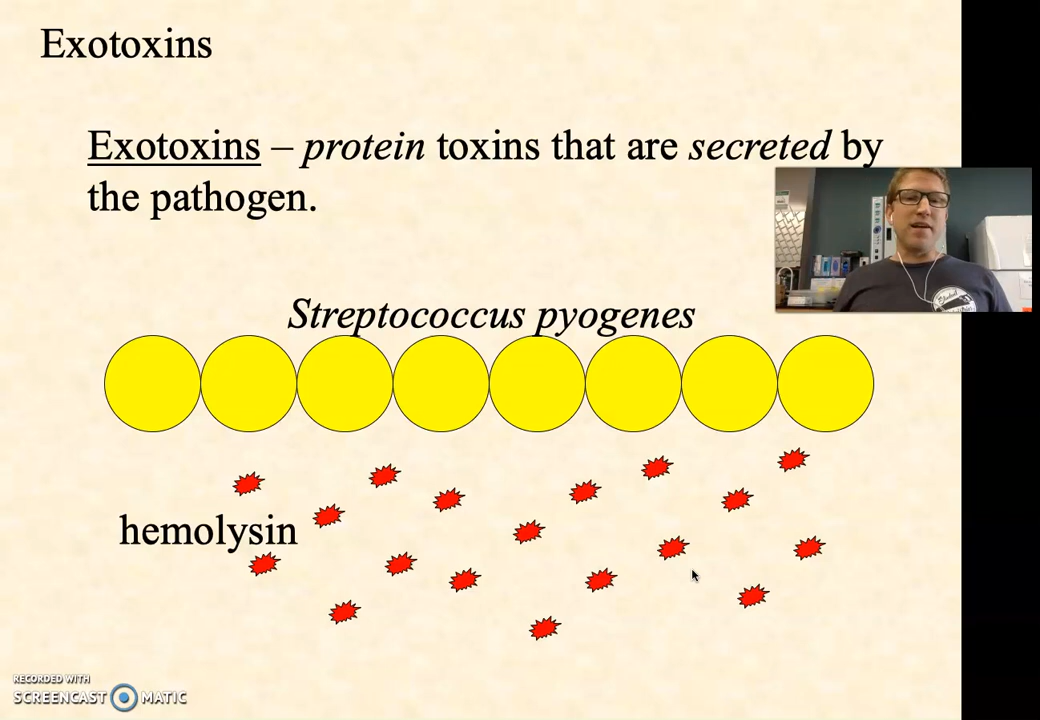 Exotoxins
Exotoxins – protein toxins that are secreted by
the pathogen.
Streptococcus pyogenes
hemolysin
RECORDED WITH
SCREENCAST MATIC